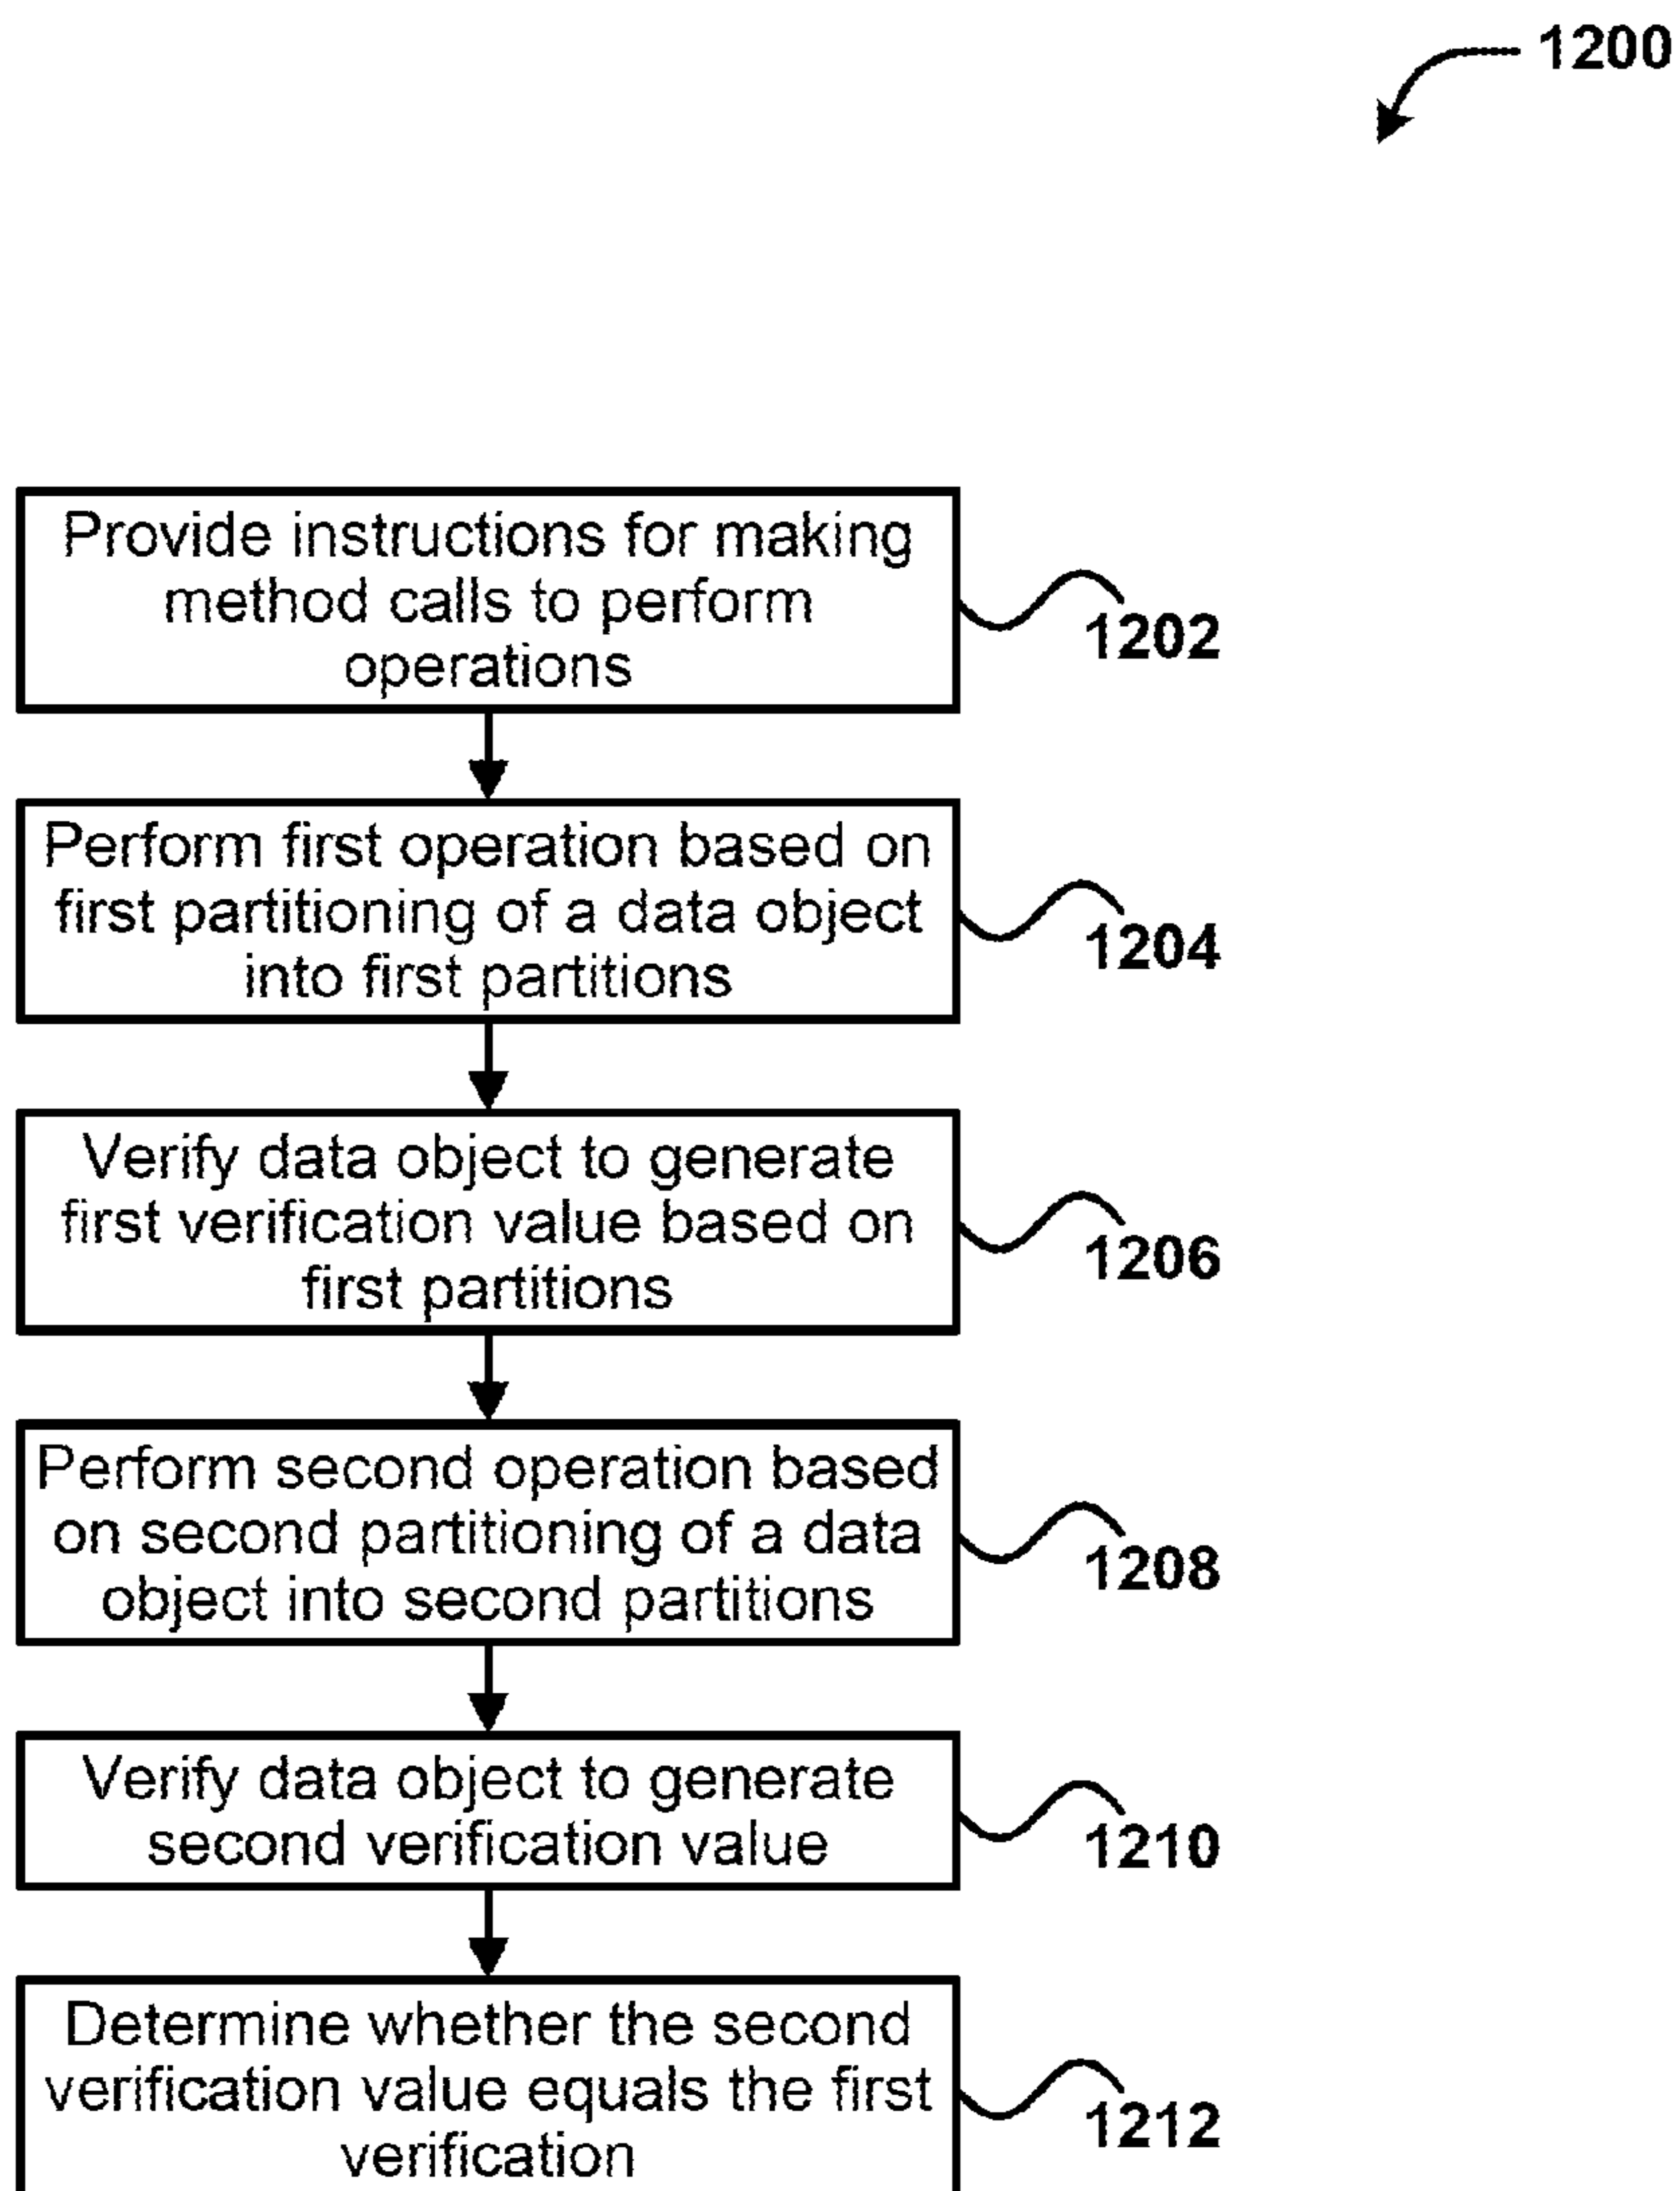 1200
Provide instructions for making
method calls to perform
operations
1202
Perform first operation based on
first partitioning of a data object
into first partitions
1204
Verify data object to generate
first verification value based on
first partitions
1206
Perform second operation based
on second partitioning of a data
object into second partitions
1208
Verify data object to generate
second verification value
1210
Determine whether the second
verification value equals the first
verification
1212